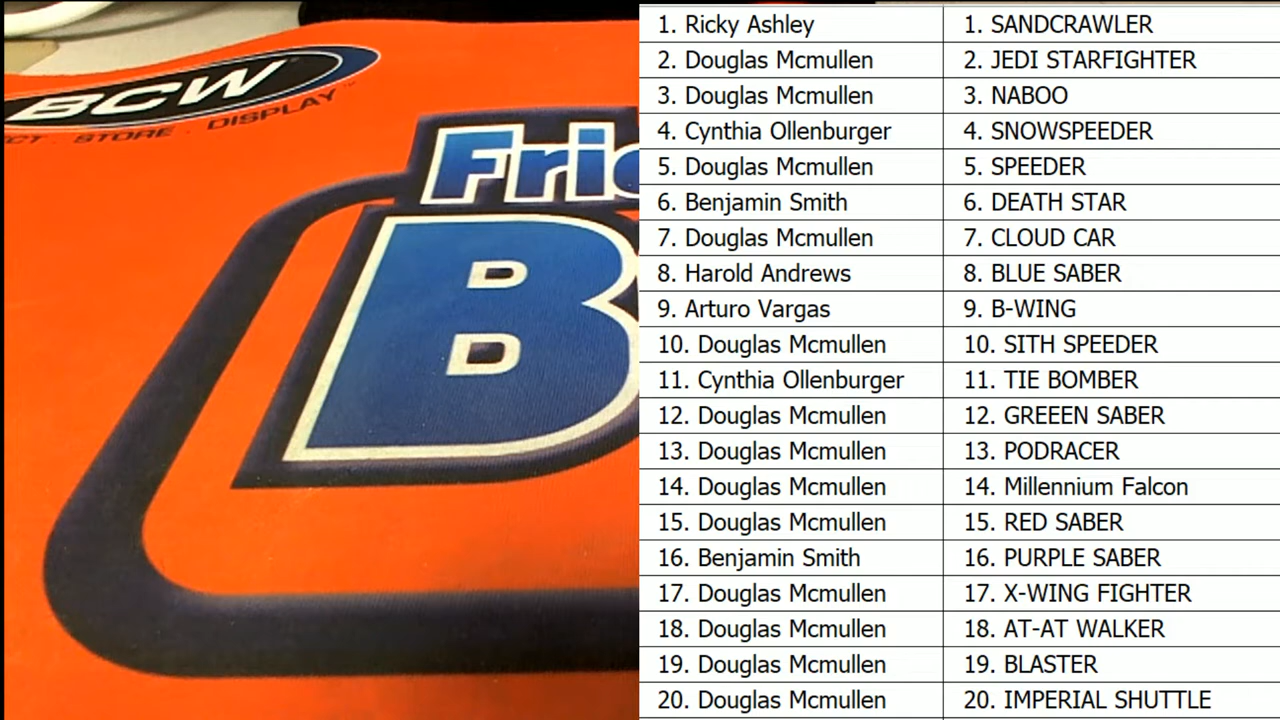 BCW
STORE · DISPLAY
B
1. Ricky Ashley 1. SANDCRAWLER
2. Douglas Mcmullen 2. JEDI STARFIGHTER
3. Douglas Mcmullen 3. NABOO
4. Cynthia Ollenburger 4. SNOWSPEEDER
5. Douglas Mcmullen 5. SPEEDER
6. Benjamin Smith 6. DEATH STAR
7. Douglas Mcmullen 7. CLOUD CAR
8. Harold Andrews 8. BLUE SABER
9. Arturo Vargas 9. B-WING
10. Douglas Mcmullen 10. SITH SPEEDER
11. Cynthia Ollenburger 11. TIE BOMBER
12. Douglas Mcmullen 12. GREEEN SABER
13. Douglas Mcmullen 13. PODRACER
14. Douglas Mcmullen 14. Millennium Falcon
15. Douglas Mcmullen 15. RED SABER
16. Benjamin Smith 16. PURPLE SABER
17. Douglas Mcmullen 17. X-WING FIGHTER
18. Douglas Mcmullen 18. AT-AT WALKER
19. Douglas Mcmullen 19. BLASTER
20. Douglas Mcmullen 20. IMPERIAL SHUTTLE